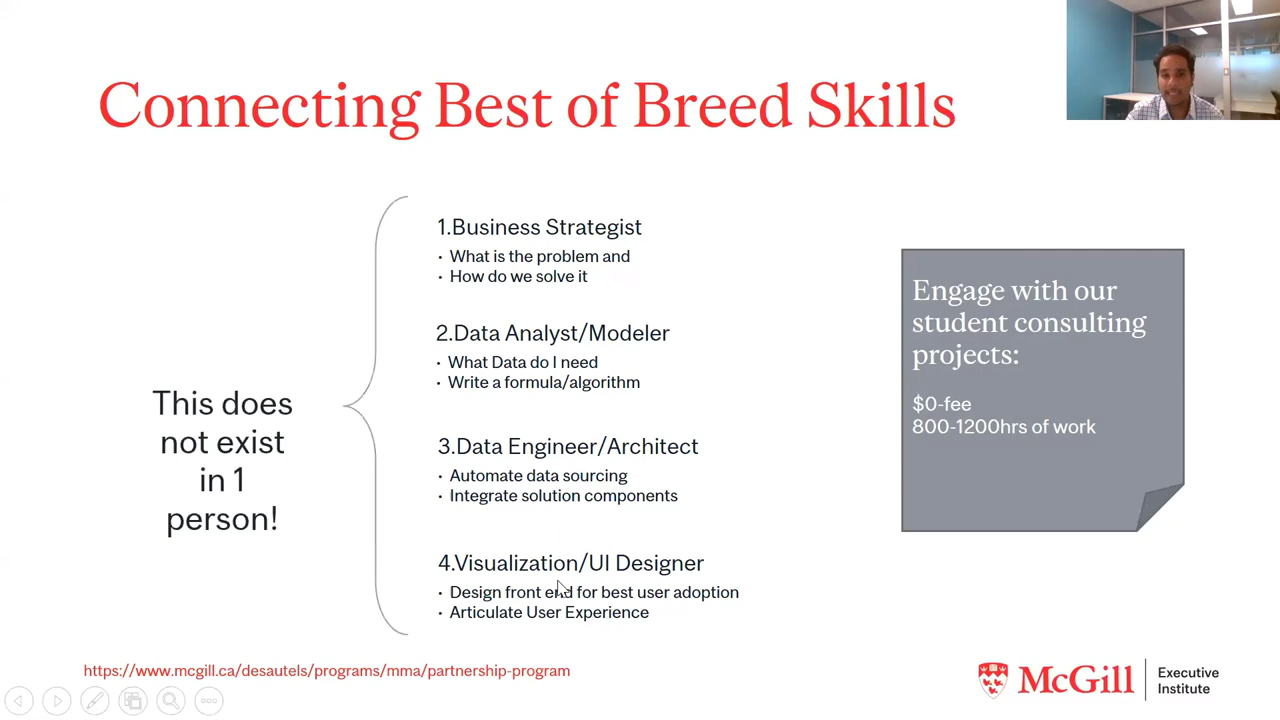 Connecting Best of Breed Skills
This does
not exist
in 1
person!
1.Business Strategist
• What is the problem and
• How do we solve it
2.Data Analyst/Modeler
• What Data do I need
• Write a formula/algorithm
3.Data Engineer/Architect
• Automate data sourcing
• Integrate solution components
4.Visualization/UI Designer
• Design front end for best user adoption
• Articulate User Experience
Engage with our
student consulting
projects:
$0-fee
800-1200hrs of work
https://www.mcgill.ca/desautels/programs/mma/partnership-program
McGill
Executive
Institute